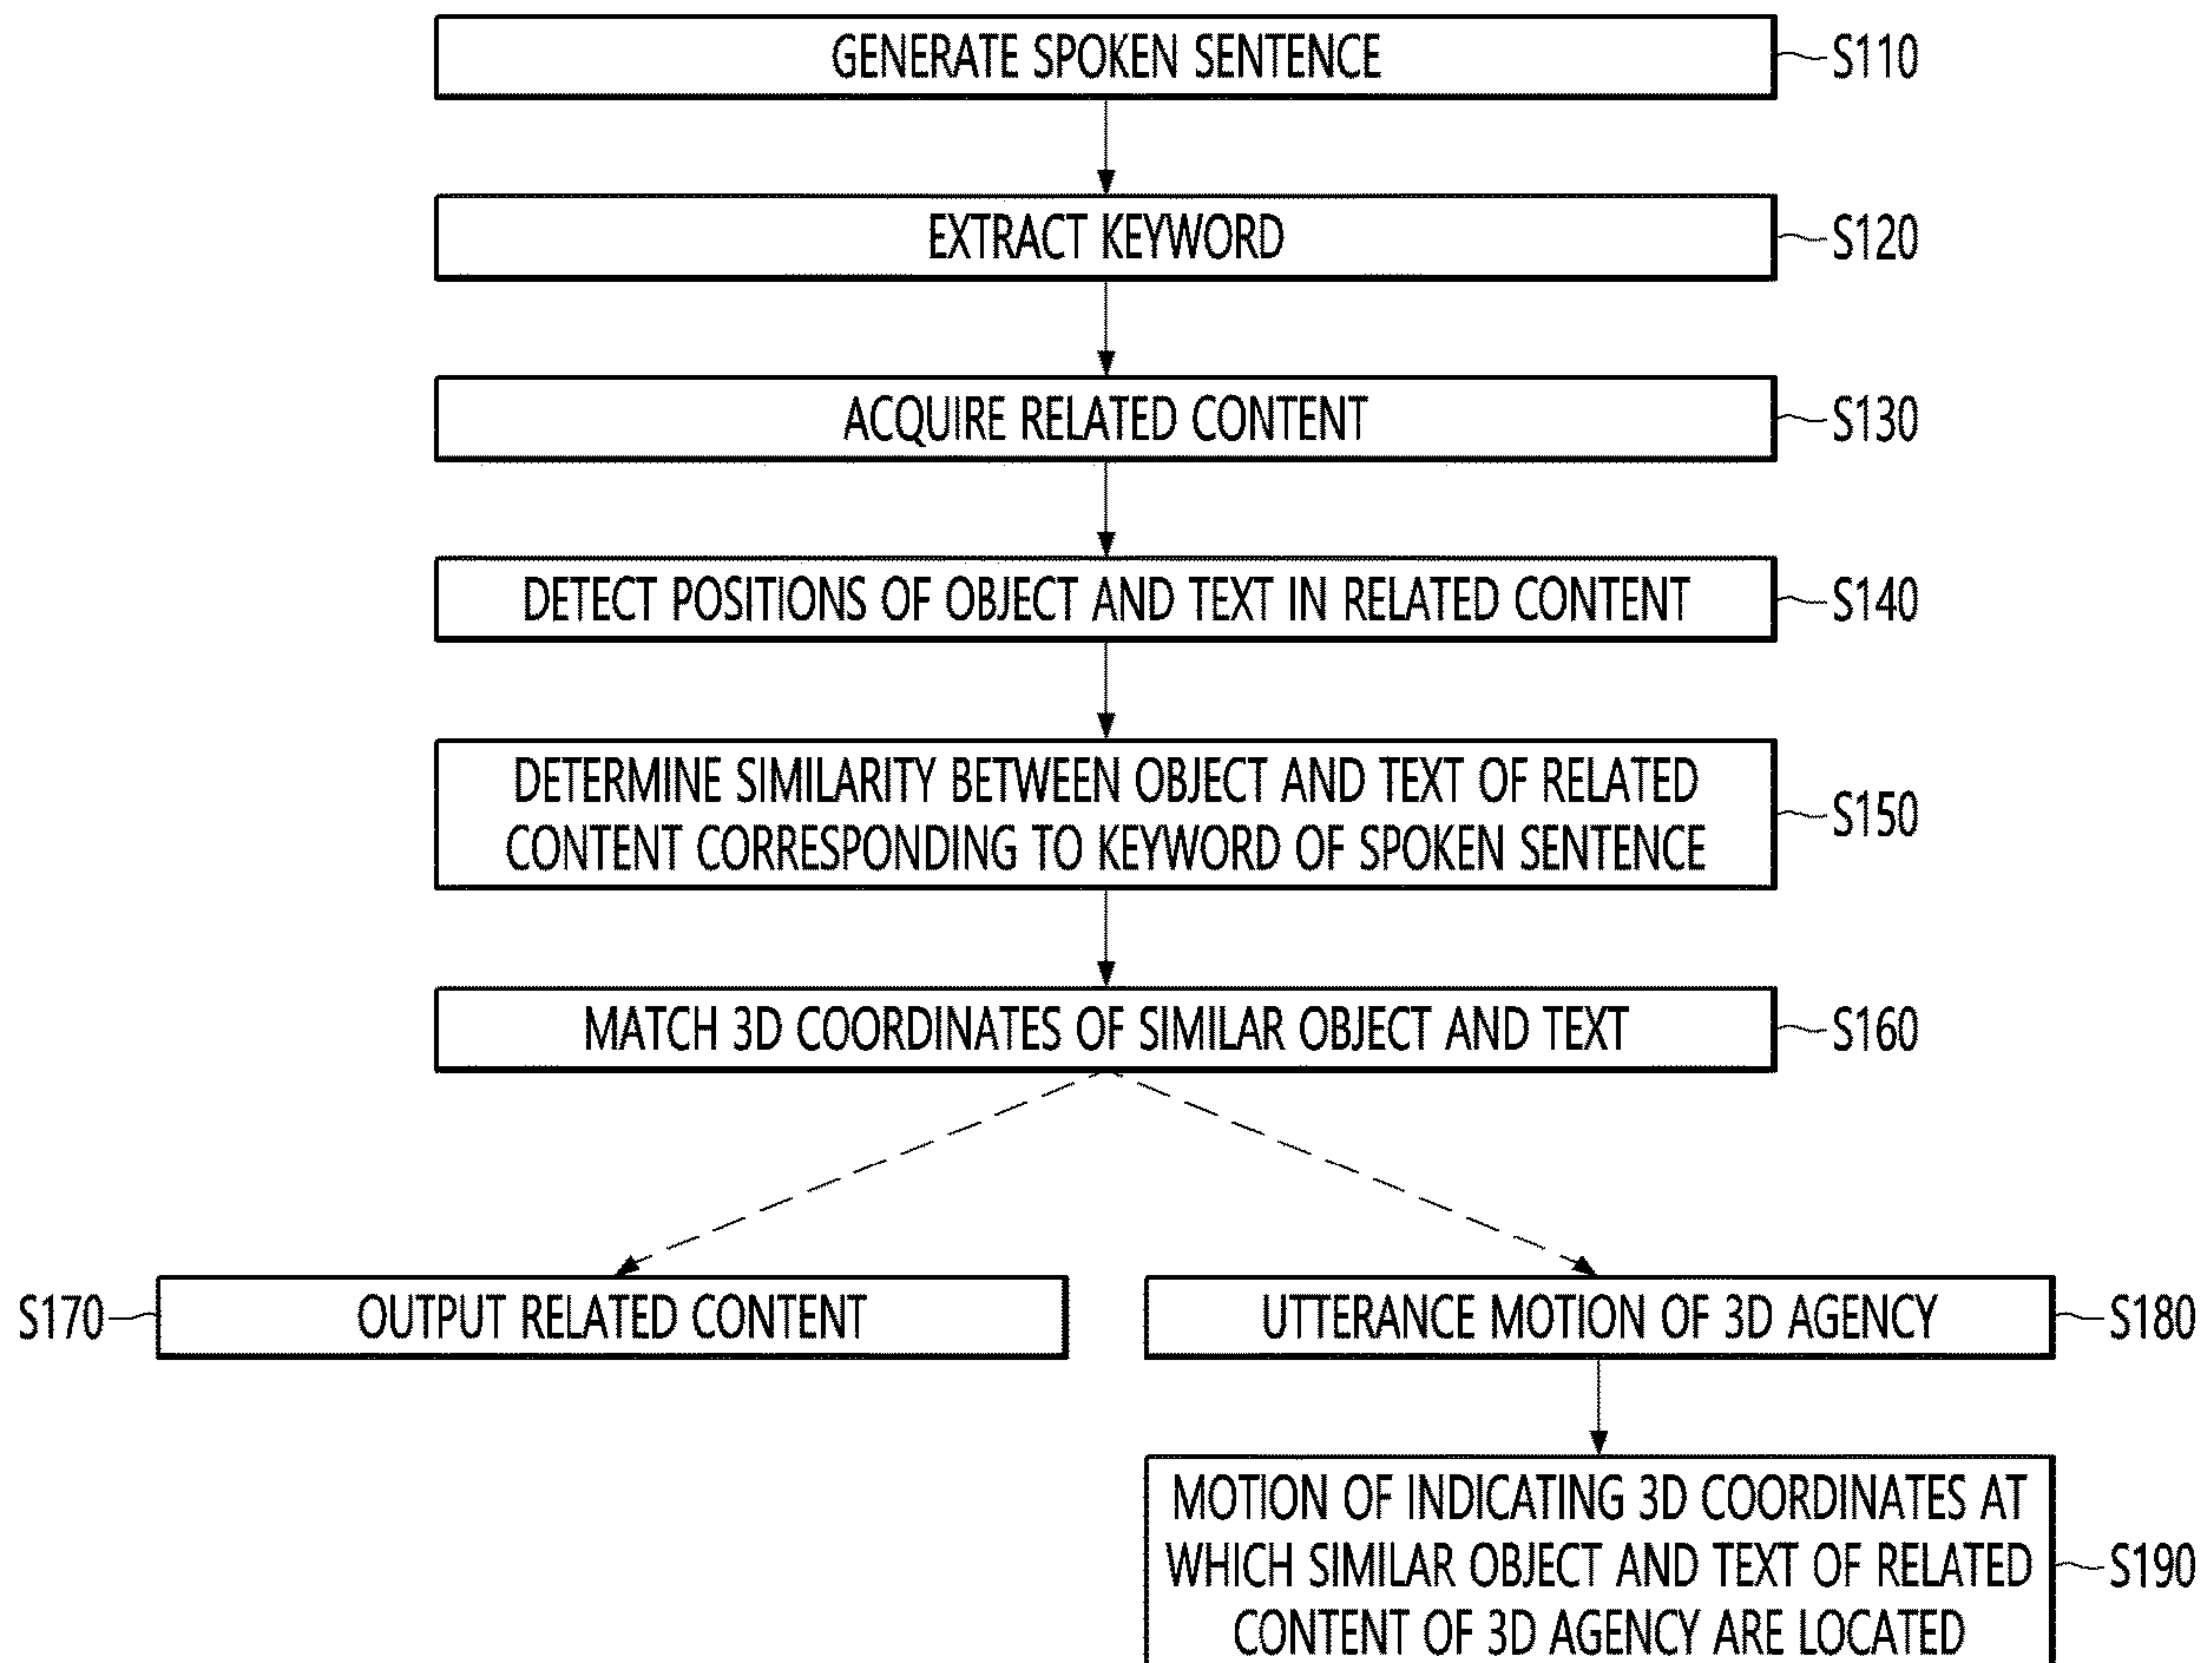 GENERATE SPOKEN SENTENCE
S110
EXTRACT KEYWORD
S120
ACQUIRE RELATED CONTENT
S130
DETECT POSITIONS OF OBJECT AND TEXT IN RELATED CONTENT
S140
DETERMINE SIMILARITY BETWEEN OBJECT AND TEXT OF RELATED
CONTENT CORRESPONDING TO KEYWORD OF SPOKEN SENTENCE
S150
MATCH 3D COORDINATES OF SIMILAR OBJECT AND TEXT
S160
S170
OUTPUT RELATED CONTENT
UTTERANCE MOTION OF 3D AGENCY
S180
MOTION OF INDICATING 3D COORDINATES AT
WHICH SIMILAR OBJECT AND TEXT OF RELATED
CONTENT OF 3D AGENCY ARE LOCATED
S190